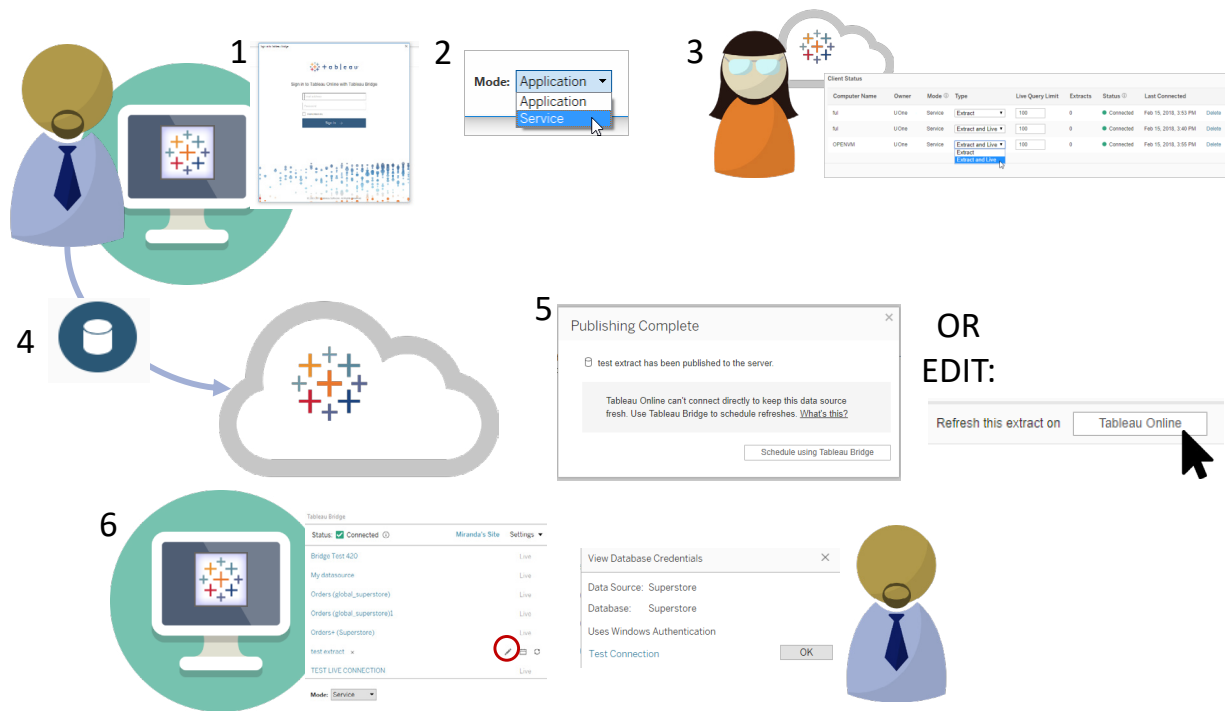 1
Sign in to Tableau Online with Tableau Bridge
tableau
Sign in
2
Mode: Application
Application
Service
3
Client Status
Computer Name Owner Mode Type Live Query Limit Extracts Status Last Connected
ful UOne Service Extract 100 0 Connected Feb 15, 2018, 3:53 PM Delete
ful UOne Service Extract and Live 100 0 Connected Feb 15, 2018, 3:40 PM Delete
OPENVM UOne Service Extract and Live 100 0 Connected Feb 15, 2018, 3:55 PM Delete
Extract
Extract and Live
4
5
Publishing Complete
test extract has been published to the server.
Tableau Online can't connect directly to keep this data source
fresh. Use Tableau Bridge to schedule refreshes. What's this?
Schedule using Tableau Bridge
OR
EDIT:
Refresh this extract on Tableau Online
6
Tableau Bridge
Status: Connected Miranda's Site Settings
Bridge Test 420 Live
My datasource Live
Orders (global_superstore) Live
Orders (global_superstore)1 Live
Orders+ (Superstore) Live
test extract
TEST LIVE CONNECTION Live
Mode: Service
View Database Credentials
Data Source: Superstore
Database: Superstore
Uses Windows Authentication
Test Connection OK